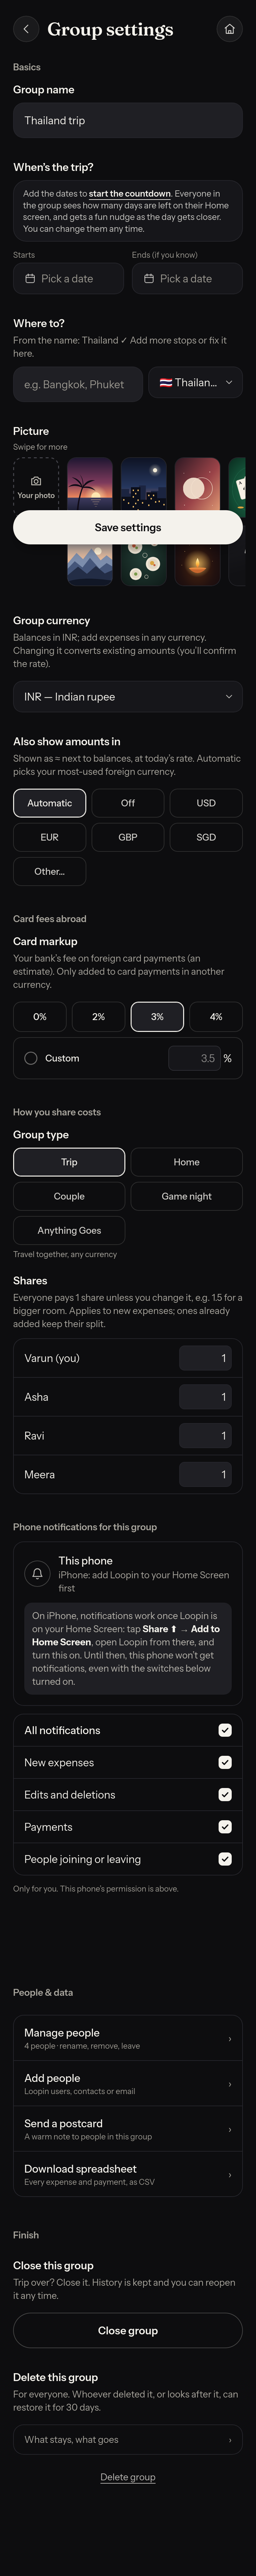 Group settings
Basics
Group name
Thailand trip
When's the trip?
Add the dates to start the countdown. Everyone in
the group sees how many days are left on their Home
screen, and gets a fun nudge as the day gets closer.
You can change them any time.
Starts
Ends (if you know)
Pick a date
Pick a date
Where to?
From the name: Thailand ✓ Add more stops or fix it
here.
e.g. Bangkok, Phuket
🇹🇭 Thailan...
Picture
Swipe for more
Your photo
Save settings
Group currency
Balances in INR; add expenses in any currency.
Changing it converts existing amounts (you'll confirm
the rate).
INR — Indian rupee
Also show amounts in
Shown as ≈ next to balances, at today's rate. Automatic
picks your most-used foreign currency.
Automatic
Off
USD
EUR
GBP
SGD
Other...
Card fees abroad
Card markup
Your bank's fee on foreign card payments (an
estimate). Only added to card payments in another
currency.
0%
2%
3%
4%
Custom
3.5 %
How you share costs
Group type
Trip
Home
Couple
Game night
Anything Goes
Travel together, any currency
Shares
Everyone pays 1 share unless you change it, e.g. 1.5 for a
bigger room. Applies to new expenses; ones already
added keep their split.
Varun (you) 1
Asha 1
Ravi 1
Meera 1
Phone notifications for this group
This phone
iPhone: add Loopin to your Home Screen
first
On iPhone, notifications work once Loopin is
on your Home Screen: tap Share ⬆ → Add to
Home Screen, open Loopin from there, and
turn this on. Until then, this phone won't get
notifications, even with the switches below
turned on.
All notifications
New expenses
Edits and deletions
Payments
People joining or leaving
Only for you. This phone's permission is above.
People & data
Manage people
4 people · rename, remove, leave
Add people
Loopin users, contacts or email
Send a postcard
A warm note to people in this group
Download spreadsheet
Every expense and payment, as CSV
Finish
Close this group
Trip over? Close it. History is kept and you can reopen
it any time.
Close group
Delete this group
For everyone. Whoever deleted it, or looks after it, can
restore it for 30 days.
What stays, what goes
Delete group